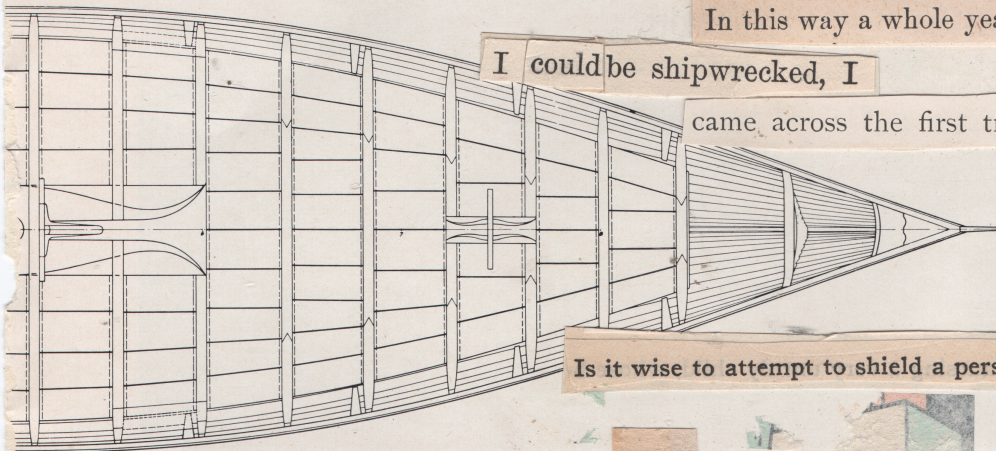 In this way a whole
I could be shipwrecked, I
came across the first
Is it wise to attempt to shield a